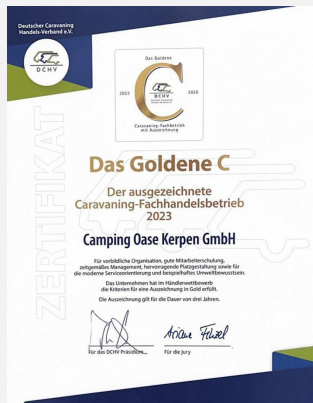 Deutscher Caravaning
Handels-Verband e.V.
DCHV
Das Goldene
2023
2026
C
DCHV
Caravaning-Fachbetrieb
mit Auszeichnung
ZERTIFIKAT
Das Goldene C
Der ausgezeichnete
Caravaning-Fachhandelsbetrieb
2023
Camping Oase Kerpen GmbH
Für vorbildliche Organisation, gute Mitarbeiterschulung,
zeitgemäßes Management, hervorragende Platzgestaltung sowie für
die moderne Serviceorientierung und beispielhaftes Umweltbewusstsein.
Das Unternehmen hat im Händlerwettbewerb
die Kriterien für eine Auszeichnung in Gold erfüllt.
Die Auszeichnung gilt für die Dauer von drei Jahren.
Für das DCHV Präsidium
Für die Jury